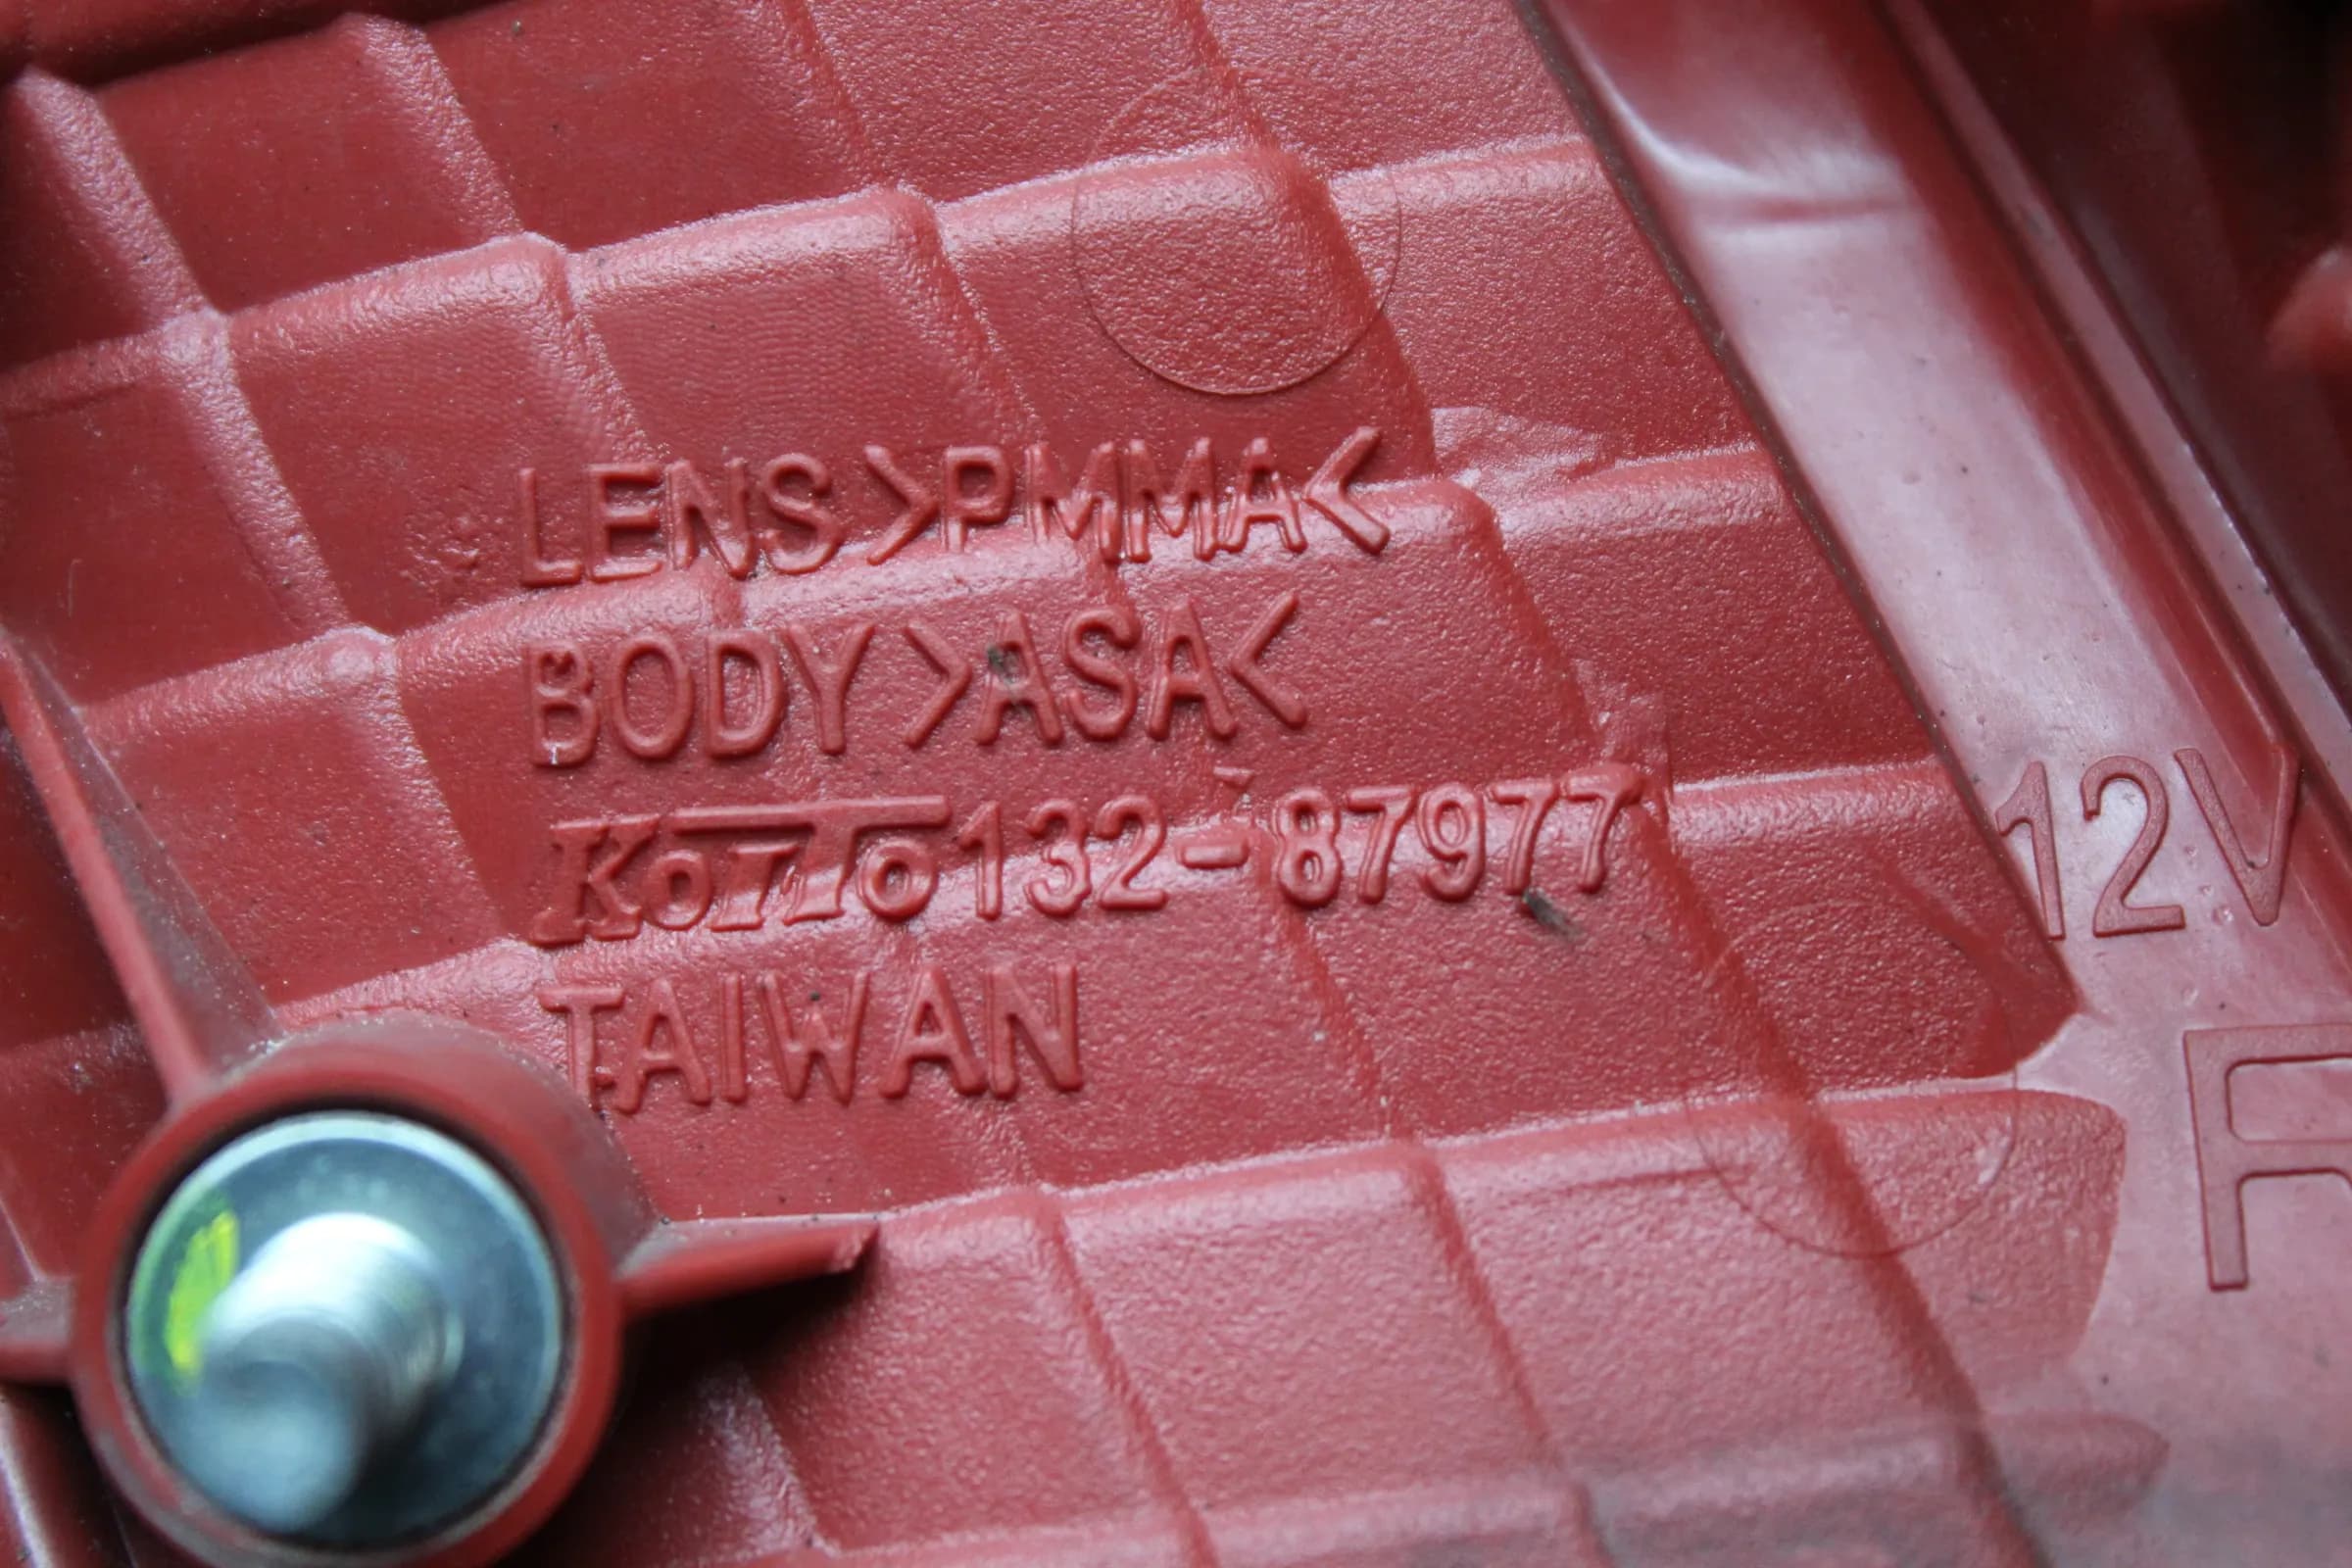 LENS >PMMA<
BODY >ASA<
KOITO 132-87977
TAIWAN
12V